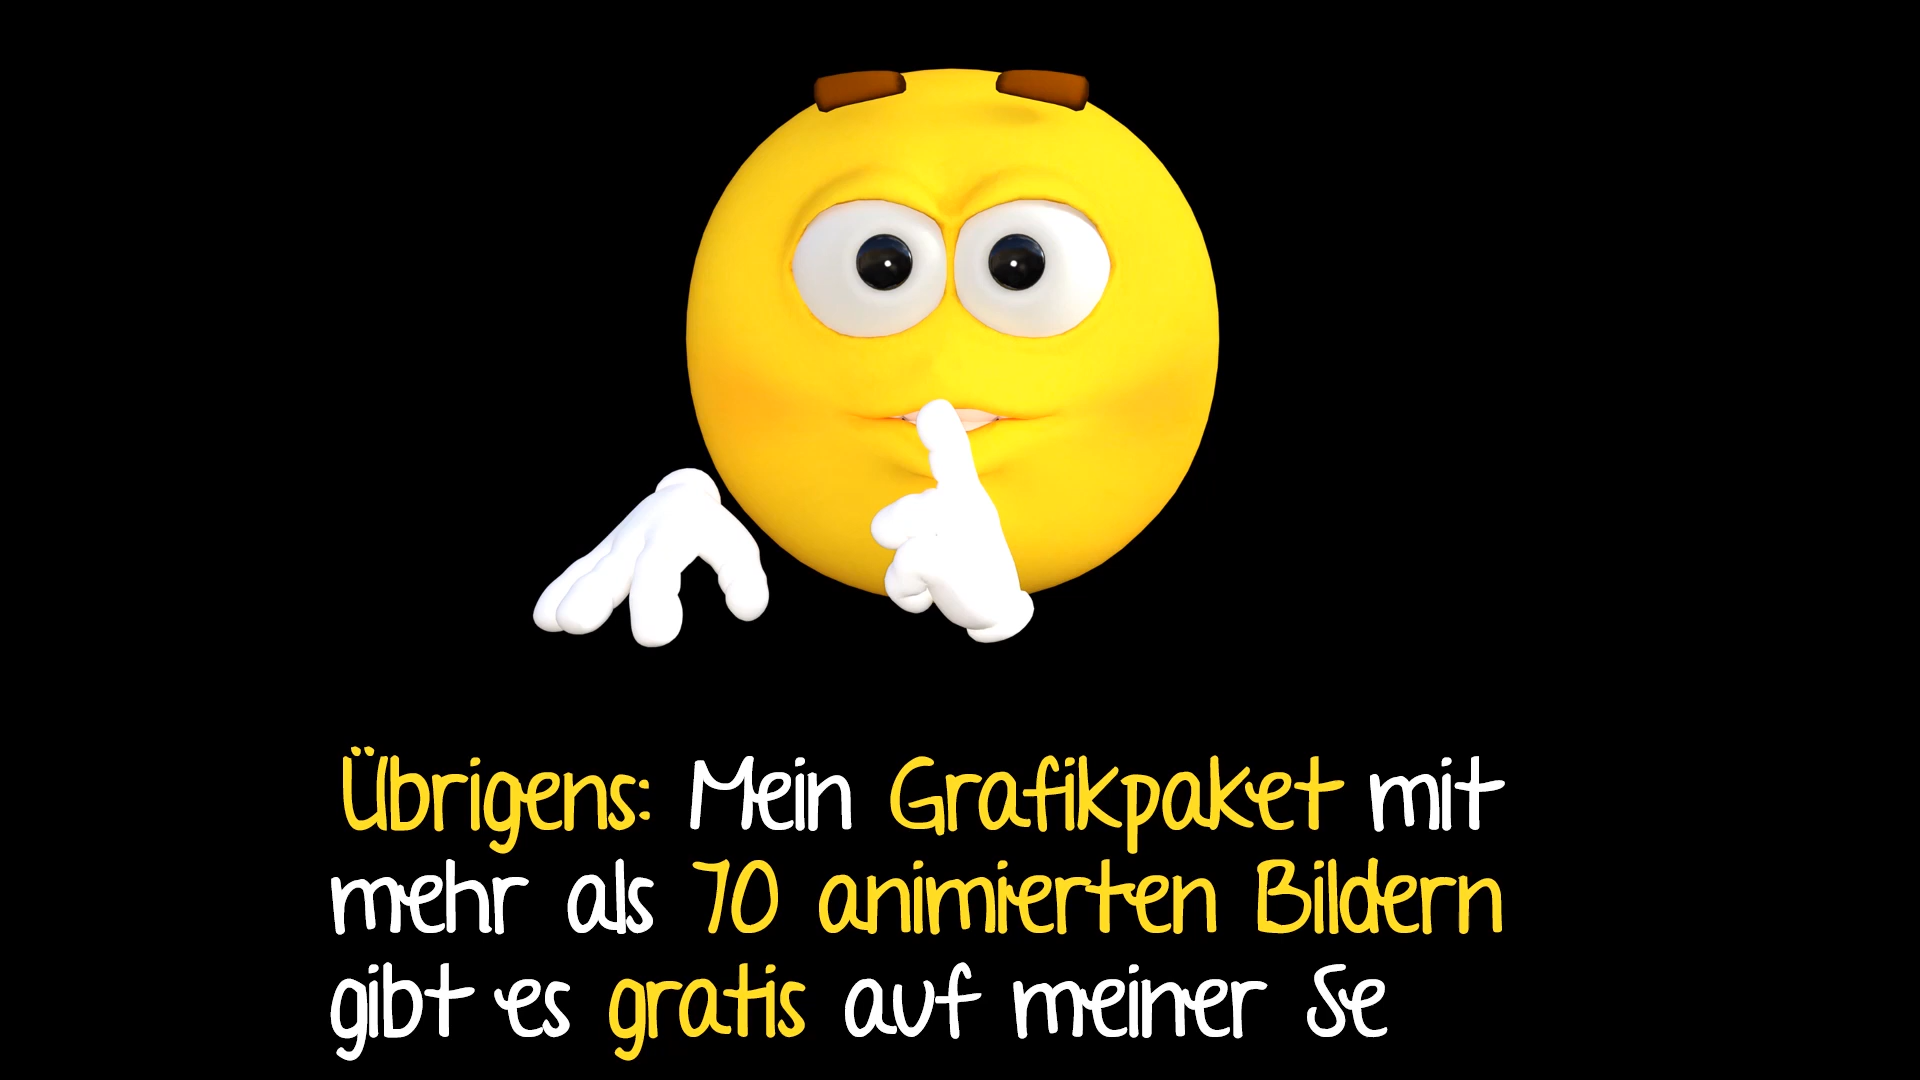 Übrigens: Mein Grafikpaket mit
mehr als 70 animierten Bildern
gibt es gratis auf meiner Se